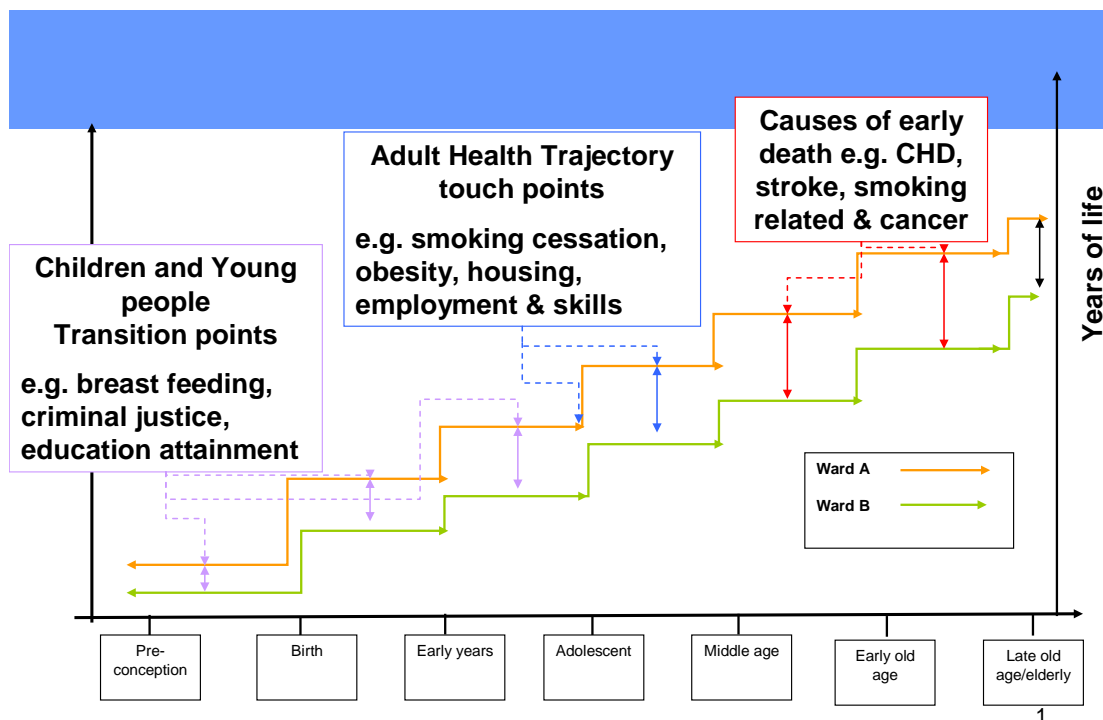 Causes of early
death e.g. CHD,
stroke, smoking
related & cancer
Adult Health Trajectory
touch points
e.g. smoking cessation,
obesity, housing,
employment & skills
Children and Young
people
Transition points
e.g. breast feeding,
criminal justice,
education attainment
Years of life
Ward A
Ward B
Pre-
conception
Birth
Early years
Adolescent
Middle age
Early old
age
Late old
age/elderly
1